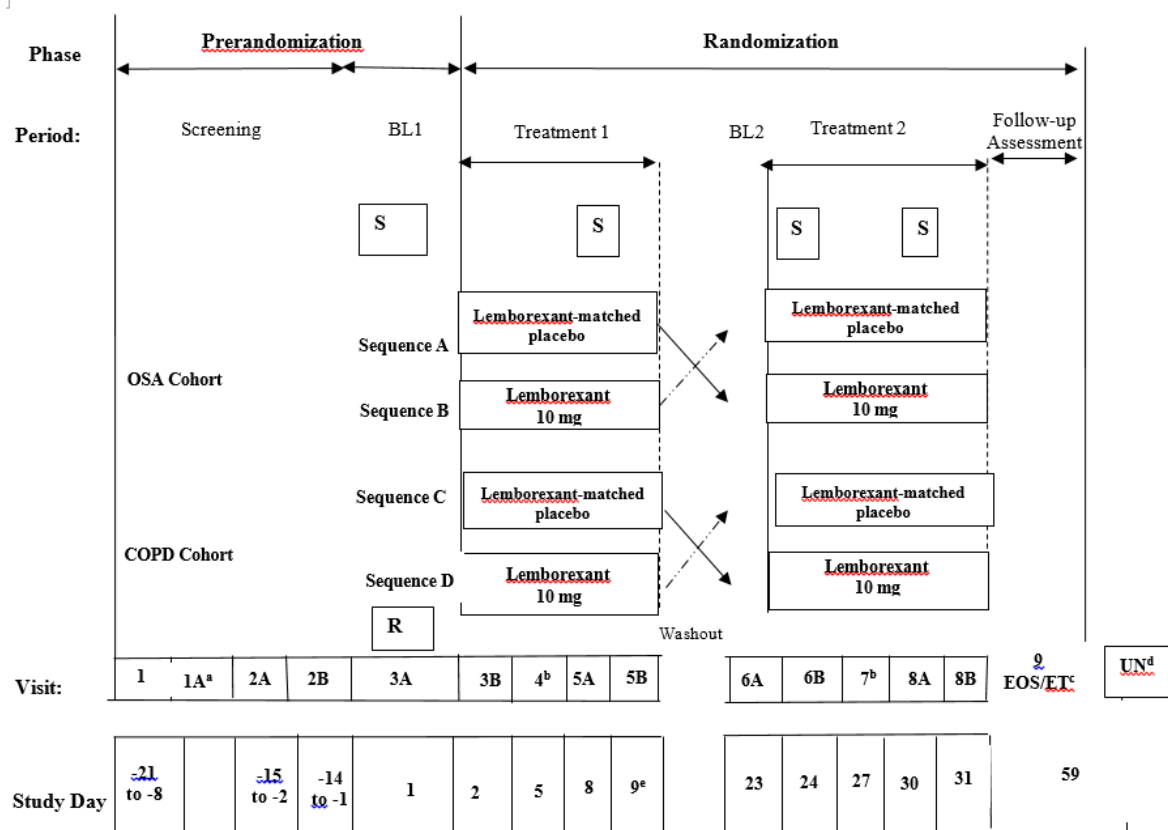 Phase
Prerandomization
Randomization
Period:
Screening
BL1
Treatment 1
BL2
Treatment 2
Follow-up
Assessment
S
S
S
S
Lemborexant-matched
placebo
Lemborexant-matched
placebo
Sequence A
OSA Cohort
Sequence B
Lemborexant
10 mg
Lemborexant
10 mg
Sequence C
Lemborexant-matched
placebo
Lemborexant-matched
placebo
COPD Cohort
Sequence D
Lemborexant
10 mg
Lemborexant
10 mg
R
Washout
Visit:
1
1Aᵃ
2A
2B
3A
3B
4ᵇ
5A
5B
6A
6B
7ᵇ
8A
8B
9
EOS/ETᶜ
UNᵈ
Study Day
-21
to -8
-15
to -2
-14
to -1
1
2
5
8
9ᵉ
23
24
27
30
31
59